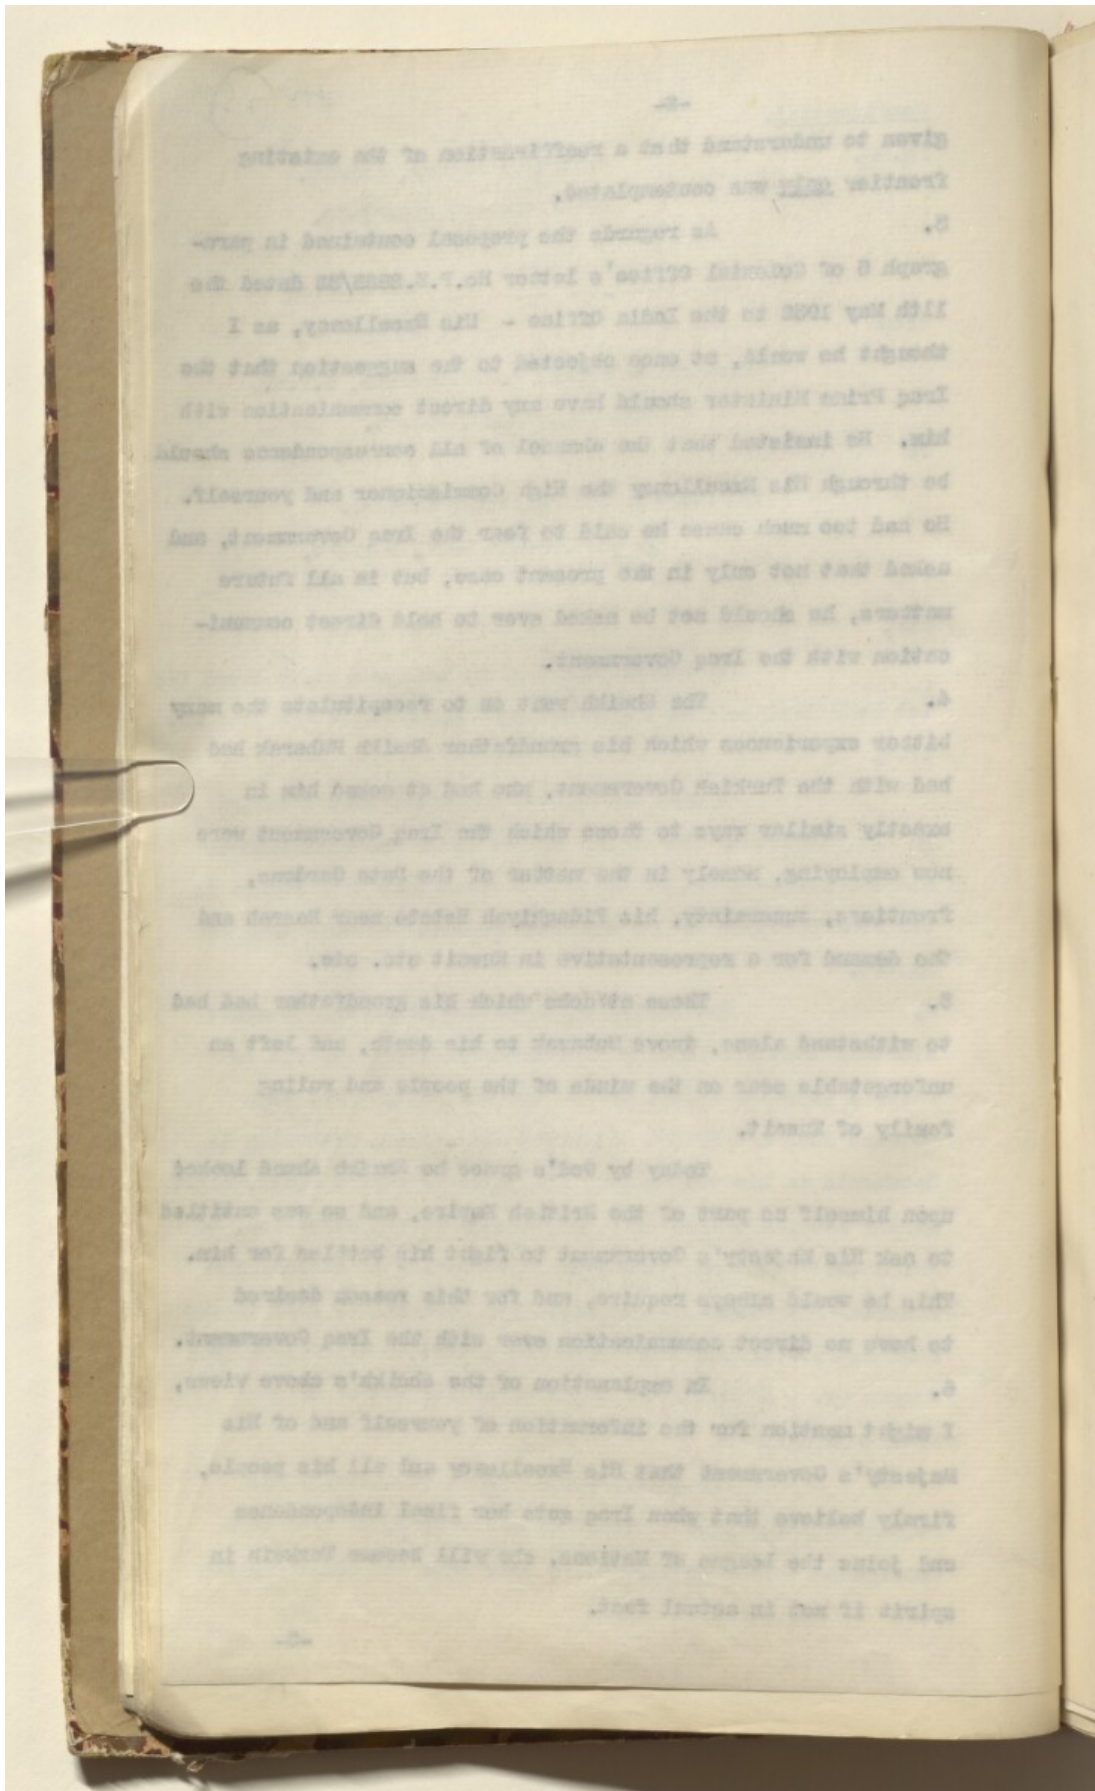 -2-
given to understand that a reaffirmation of the existing
frontier only was contemplated.
3. As regards the proposal contained in para-
graph 5 of Colonial Office's letter dated the
11th May 1932 to the India Office - His Excellency, as I
thought he would, at once objected to the suggestion that the
Iraq Prime Minister should have any direct communication with
him. He insisted that the channel of all correspondence should
be through His Excellency the High Commissioner and yourself.
He had too much cause he said to fear the Iraq Government, and
asked that not only in the present case, but in all future
matters, he should not be asked ever to hold direct communi-
cation with the Iraq Government.
4. The Shaikh went on to recapitulate the many
bitter experiences which his grandfather Shaikh Mubarak had
had with the Turkish Government, who had attacked him in
exactly similar ways to those which the Iraq Government were
now employing, namely in the matter of the Date Gardens,
frontiers, suzerainty, his Estate near Basrah and
the demand for a representative in Kuwait etc. etc.
5. These attacks which his grandfather had had
to withstand alone, drove Mubarak to his death, and left an
unforgetable scar on the minds of the people and ruling
family of Kuwait.
Today by God's grace he Shaikh Ahmad looked
upon himself as part of the British Empire, and so was entitled
to ask His Majesty's Government to fight his battles for him.
This he would always require, and for this reason desired
to have no direct communication ever with the Iraq Government.
6. In explanation of the Shaikh's above views,
I might mention for the information of yourself and of His
Majesty's Government that His Excellency and all his people,
firmly believe that when Iraq gets her final Independence
and joins the League of Nations, she will become Turkish in
spirit if not in actual fact.